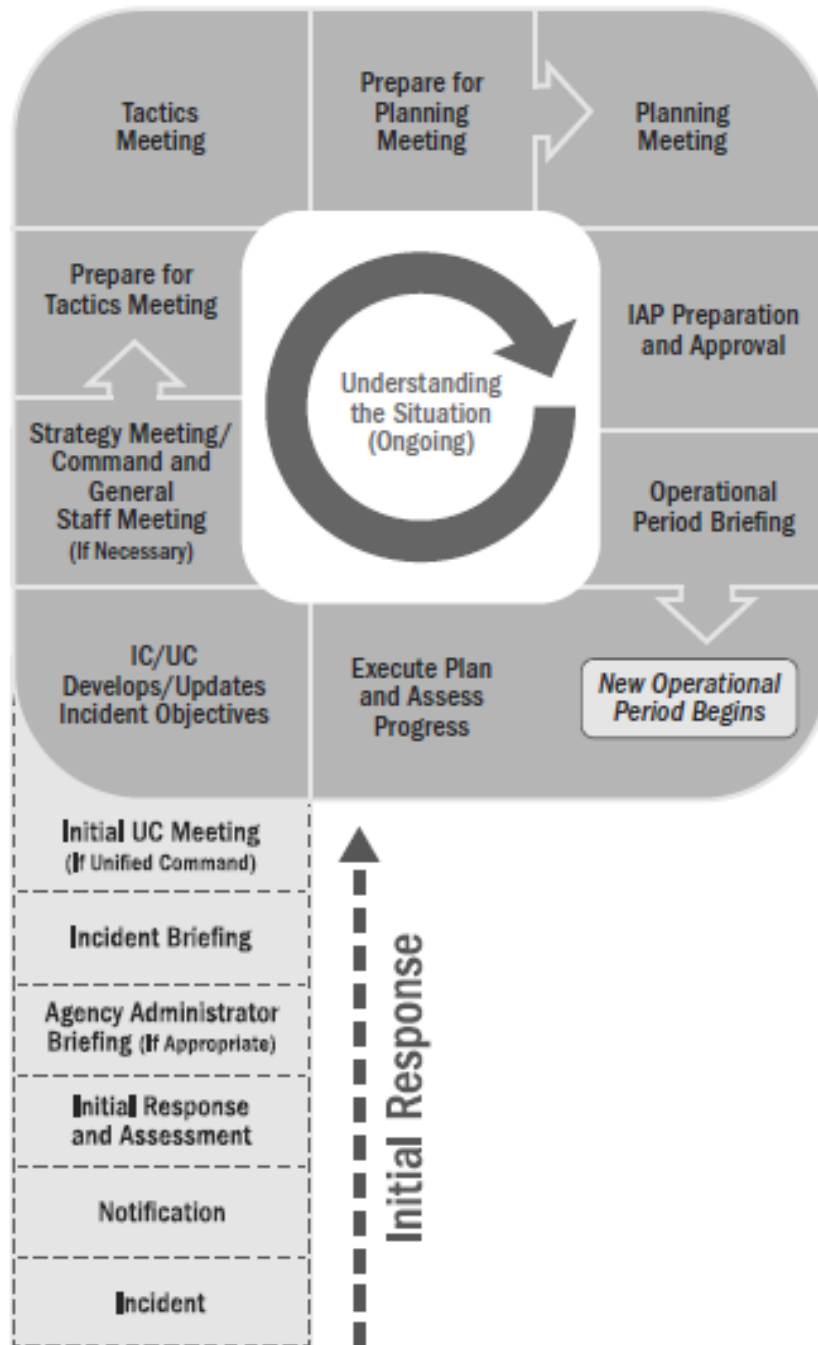 Tactics
Meeting
Prepare for
Planning
Meeting
Planning
Meeting
Prepare for
Tactics Meeting
Understanding
the Situation
(Ongoing)
IAP Preparation
and Approval
Strategy Meeting/
Command and
General
Staff Meeting
(If Necessary)
Operational
Period Briefing
IC/UC
Develops/Updates
Incident Objectives
Execute Plan
and Assess
Progress
New Operational
Period Begins
Initial UC Meeting
(If Unified Command)
Incident Briefing
Agency Administrator
Briefing (If Appropriate)
Initial Response
and Assessment
Notification
Incident
Initial Response